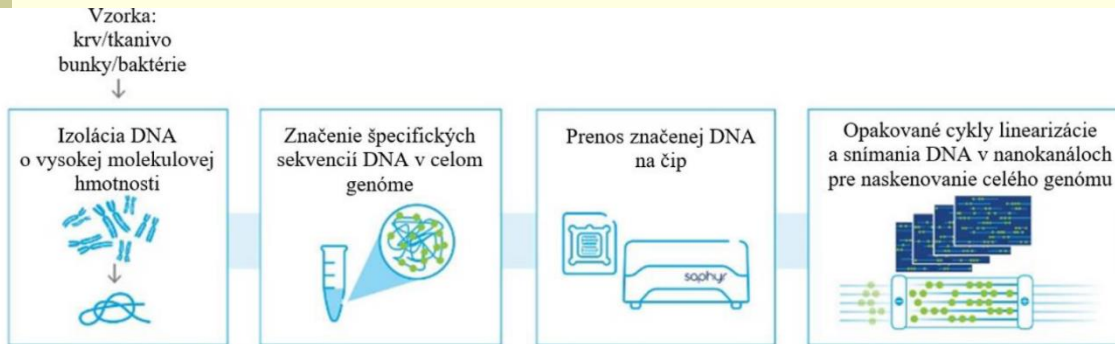 Vzorka:
krv/tkanivo
bunky/baktérie
Izolácia DNA
o vysokej molekulovej
hmotnosti
Značenie špecifických
sekvencií DNA v celom
genóme
Prenos značenej DNA
na čip
saphyr
Opakované cykly linearizácie
a snímania DNA v nanokanáloch
pre naskenovanie celého genómu